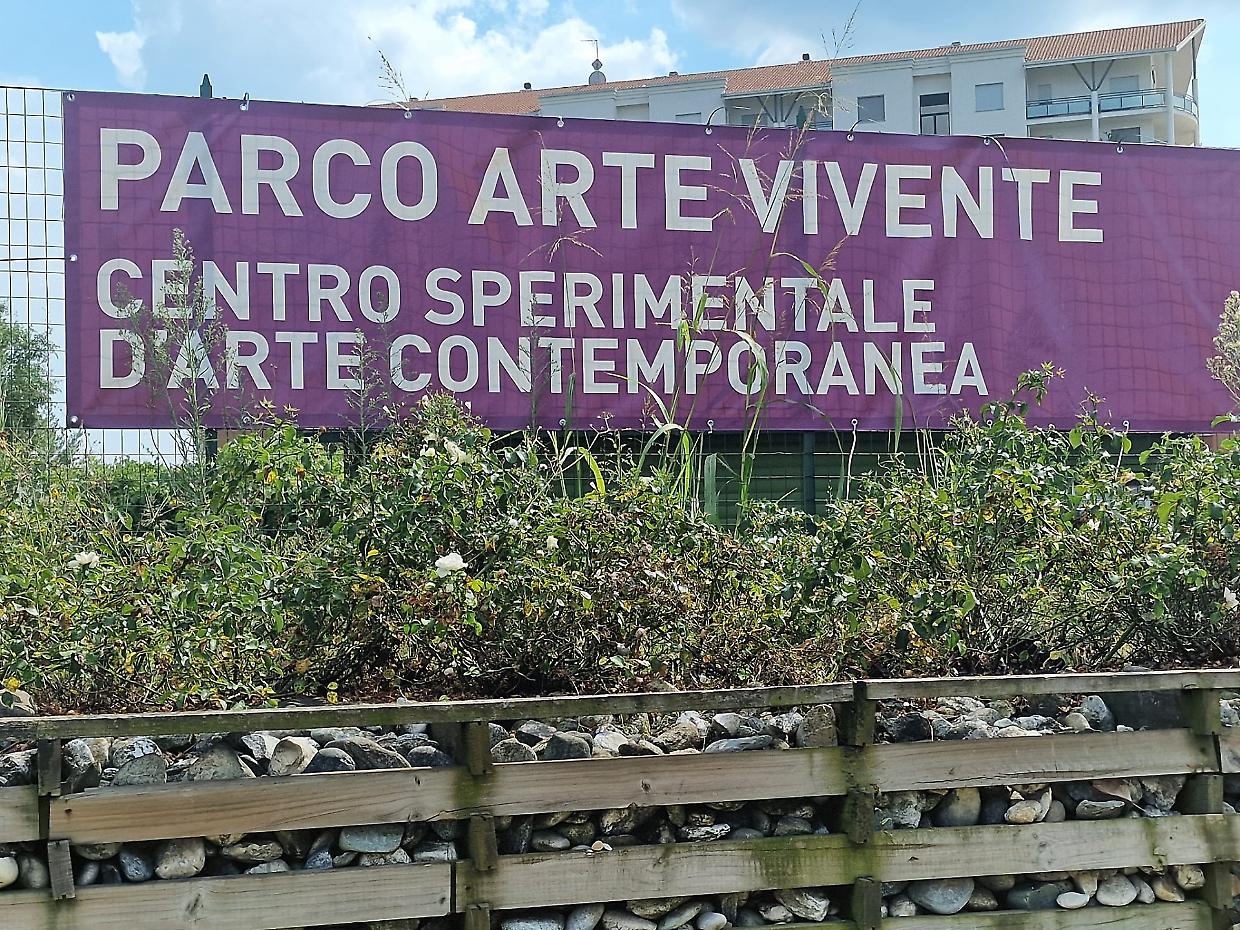 PARCO ARTE VIVENTE
CENTRO SPERIMENTALE
D'ARTE CONTEMPORANEA